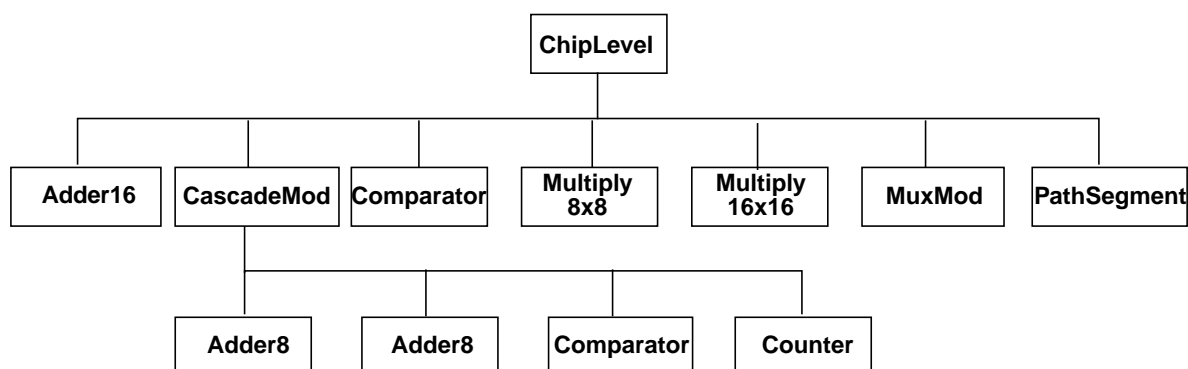 ChipLevel
Adder16
CascadeMod
Comparator
Multiply
8x8
Multiply
16x16
MuxMod
PathSegment
Adder8
Adder8
Comparator
Counter